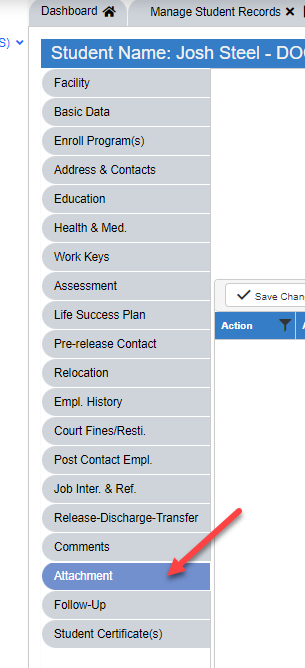 Dashboard
Manage Student Records ×
S)
Student Name: Josh Steel - DO
Facility
Basic Data
Enroll Program(s)
Address & Contacts
Education
Health & Med.
Work Keys
Assessment
Life Success Plan
Save Chan
Pre-release Contact
Action
Relocation
Empl. History
Court Fines/Resti.
Post Contact Empl.
Job Inter. & Ref.
Release-Discharge-Transfer
Comments
Attachment
Follow-Up
Student Certificate(s)